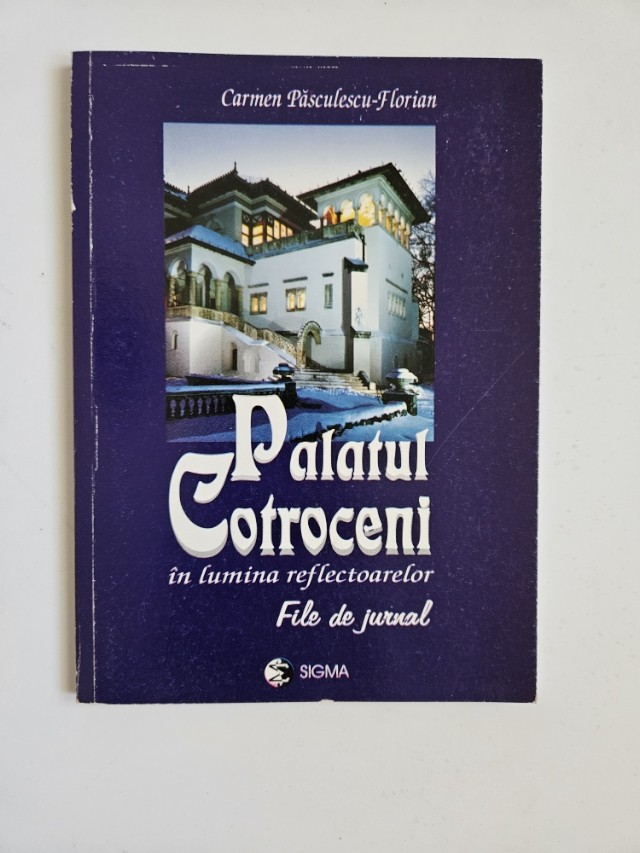 Carmen Păsculescu-Florian
Palatul
Cotroceni
în lumina reflectoarelor
File de jurnal
SIGMA